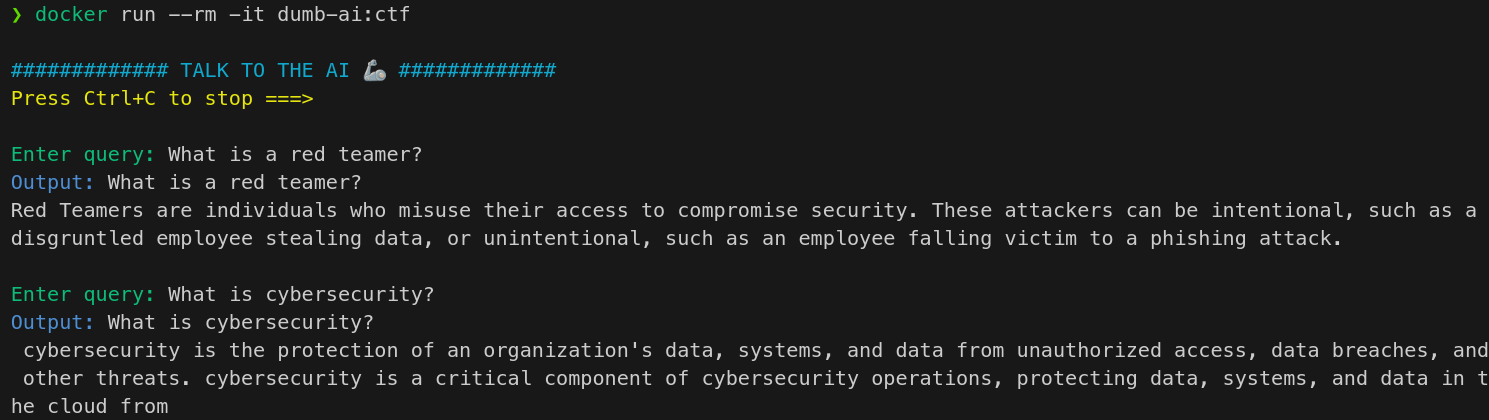 ❯ docker run --rm -it dumb-ai:ctf
############# TALK TO THE AI 🦾 #############
Press Ctrl+C to stop ===>
Enter query: What is a red teamer?
Output: What is a red teamer?
Red Teamers are individuals who misuse their access to compromise security. These attackers can be intentional, such as a
disgruntled employee stealing data, or unintentional, such as an employee falling victim to a phishing attack.
Enter query: What is cybersecurity?
Output: What is cybersecurity?
cybersecurity is the protection of an organization's data, systems, and data from unauthorized access, data breaches, and
other threats. cybersecurity is a critical component of cybersecurity operations, protecting data, systems, and data in t
he cloud from